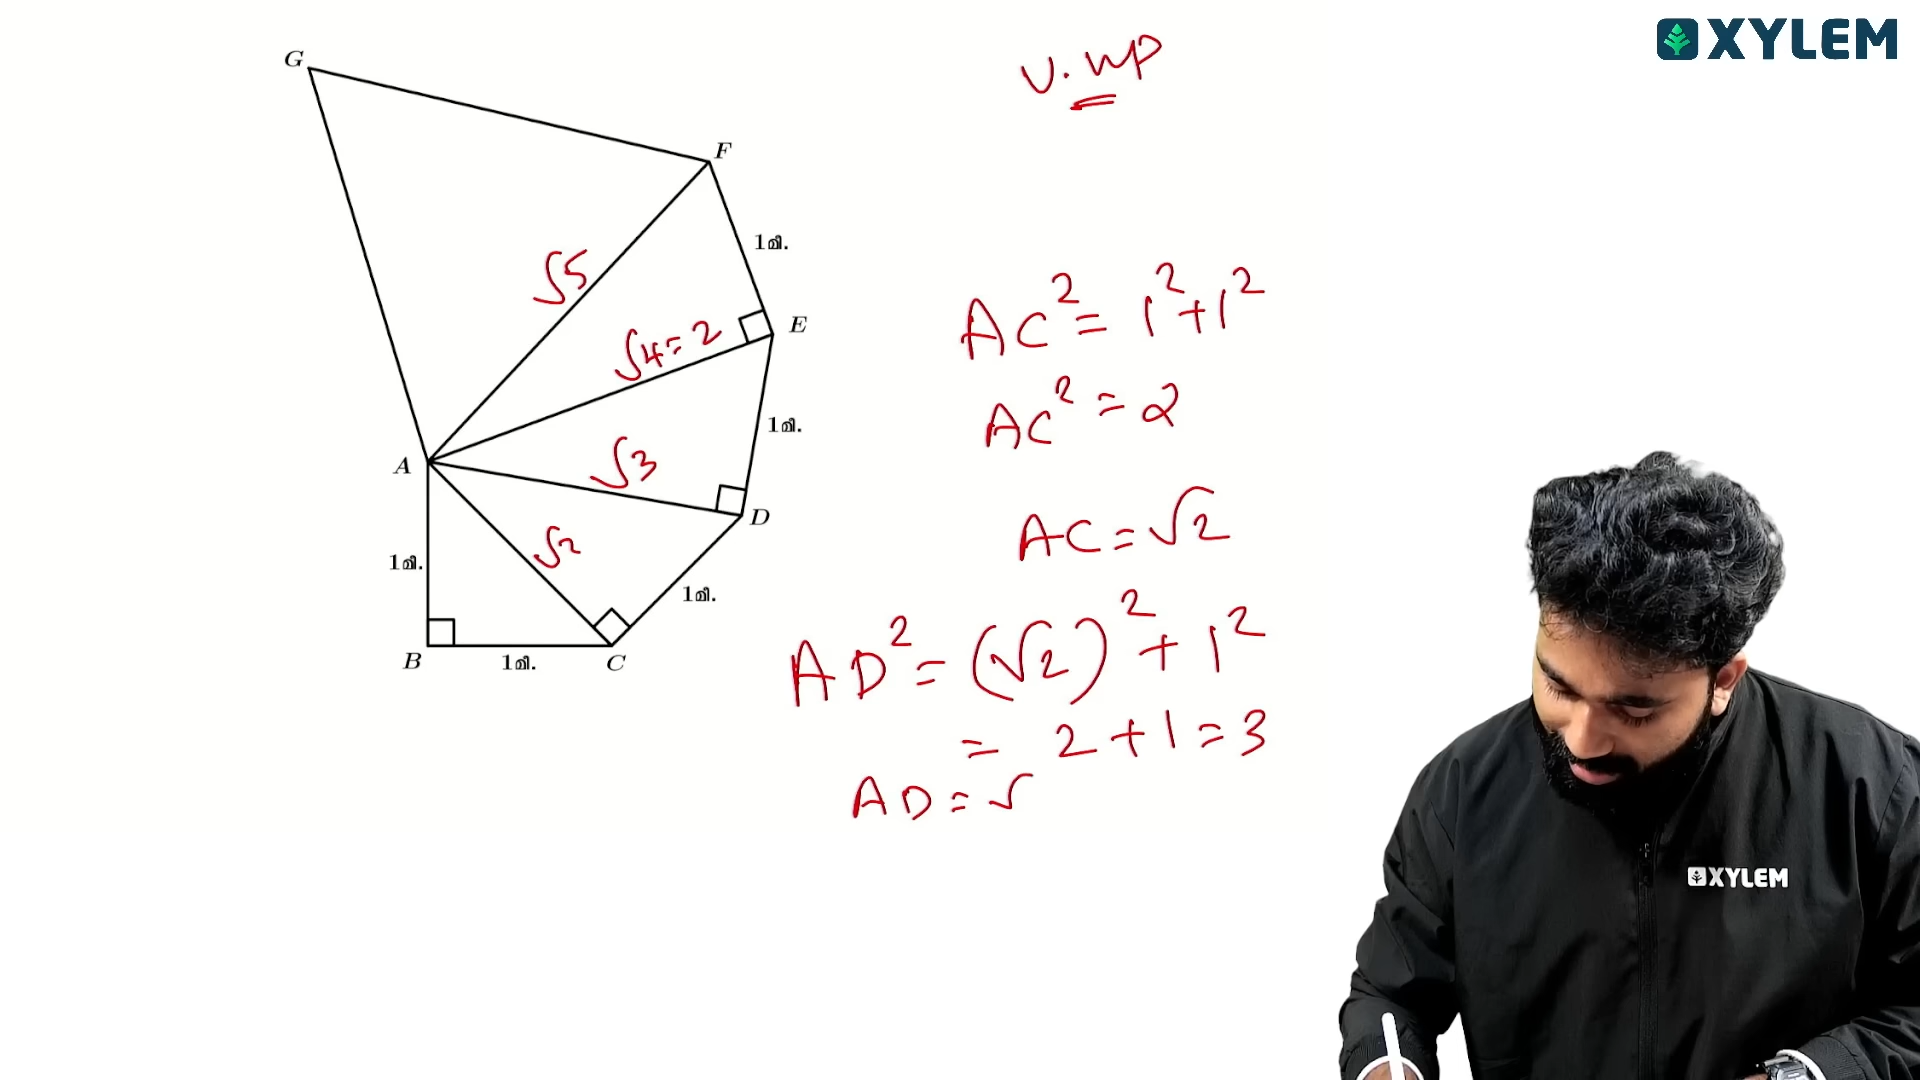 XYLEM
V. Imp
G
F
1മീ.
√5
E
√4 = 2
1മീ.
A
√3
D
√2
1മീ.
1മീ.
B
1മീ.
C
AC² = 1² + 1²
AC² = 2
AC = √2
AD² = (√2)² + 1²
= 2 + 1 = 3
AD = √
XYLEM